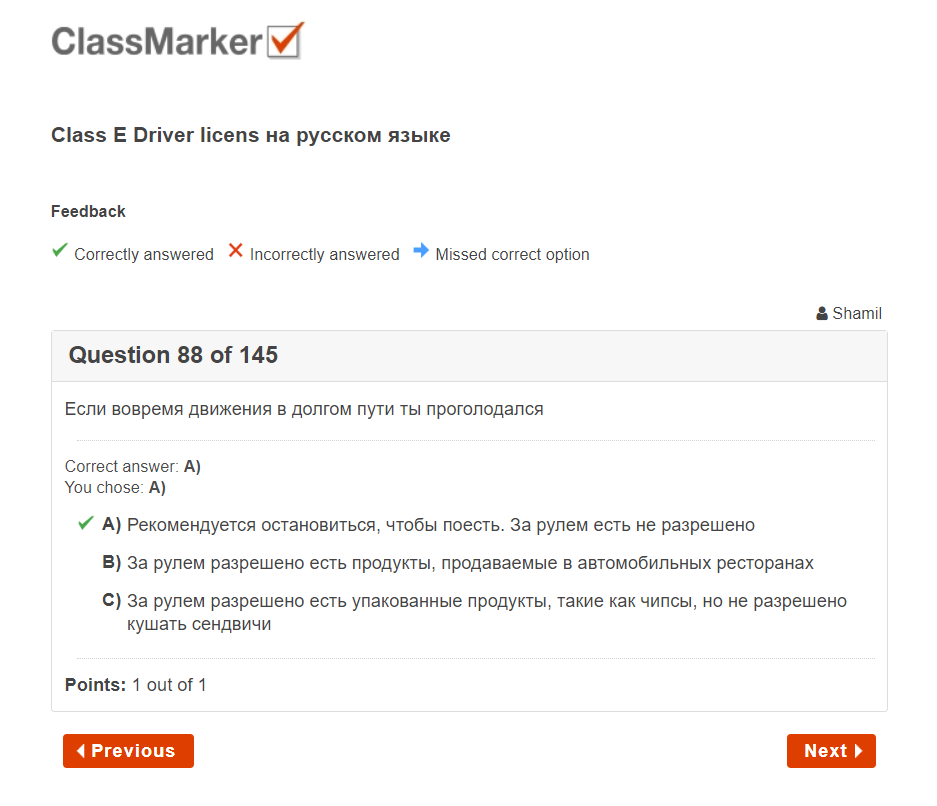 ClassMarker
Class E Driver licens на русском языке
Feedback
Correctly answered Incorrectly answered Missed correct option
Shamil
Question 88 of 145
Если вовремя движения в долгом пути ты проголодался
Correct answer: A)
You chose: A)
A) Рекомендуется остановиться, чтобы поесть. За рулем есть не разрешено
B) За рулем разрешено есть продукты, продаваемые в автомобильных ресторанах
C) За рулем разрешено есть упакованные продукты, такие как чипсы, но не разрешено
кушать сендвичи
Points: 1 out of 1
Previous
Next